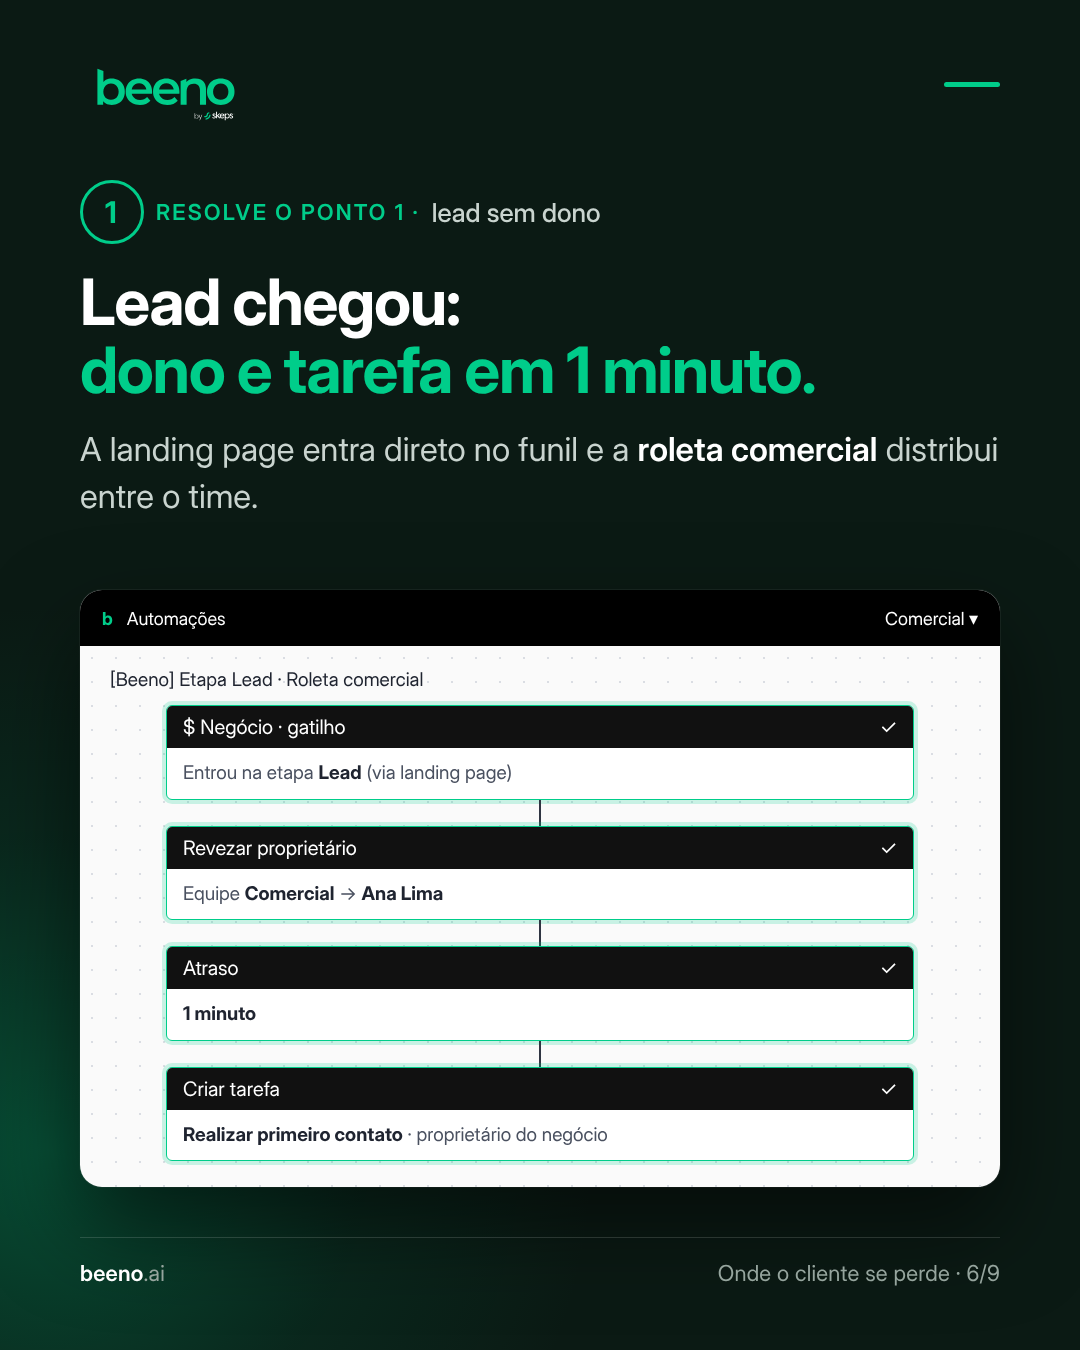 beeno
by skeps
1 RESOLVE O PONTO 1 · lead sem dono
Lead chegou:
dono e tarefa em 1 minuto.
A landing page entra direto no funil e a roleta comercial distribui
entre o time.
b Automações Comercial ▾
[Beeno] Etapa Lead · Roleta comercial
$ Negócio · gatilho ✓
Entrou na etapa Lead (via landing page)
Revezar proprietário ✓
Equipe Comercial → Ana Lima
Atraso ✓
1 minuto
Criar tarefa ✓
Realizar primeiro contato · proprietário do negócio
beeno.ai Onde o cliente se perde · 6/9